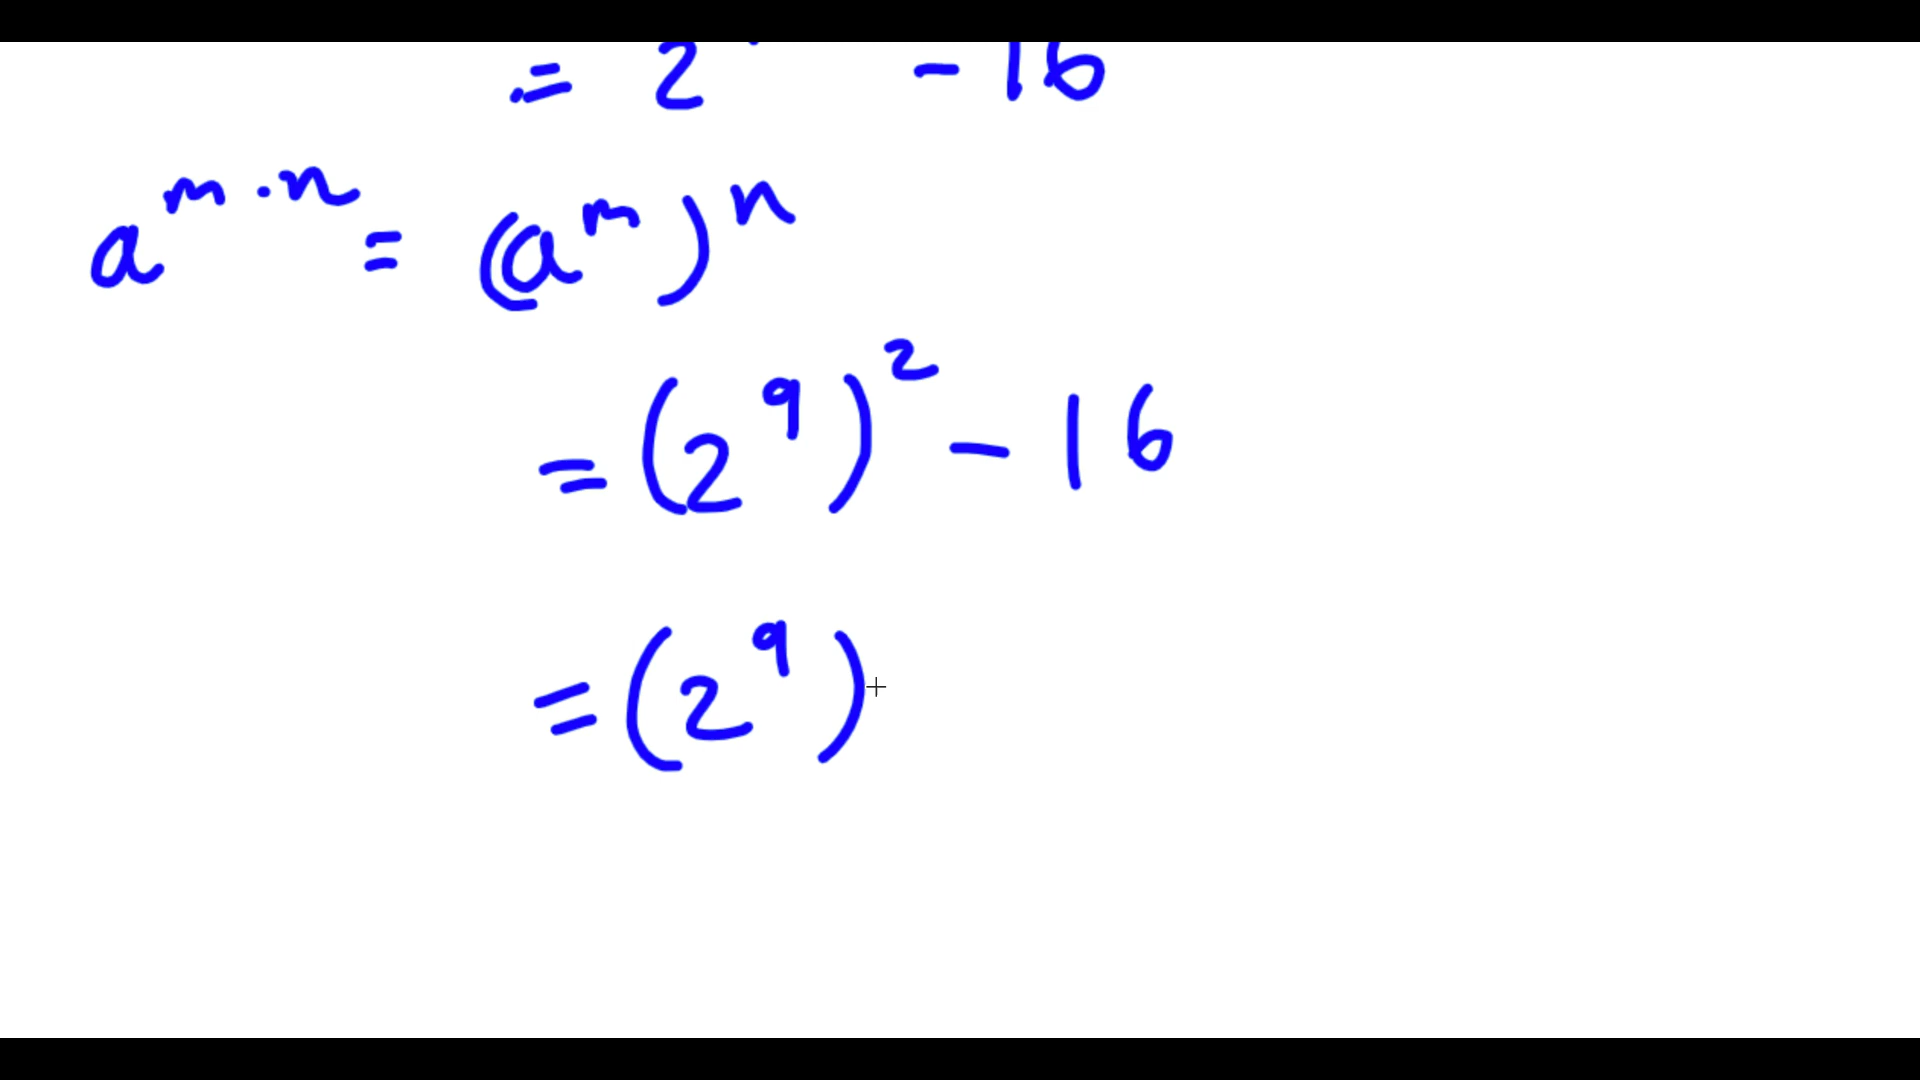 = 2 - 16
a^{m·n} = (a^m)^n
= (2^9)^2 - 16
= (2^9)